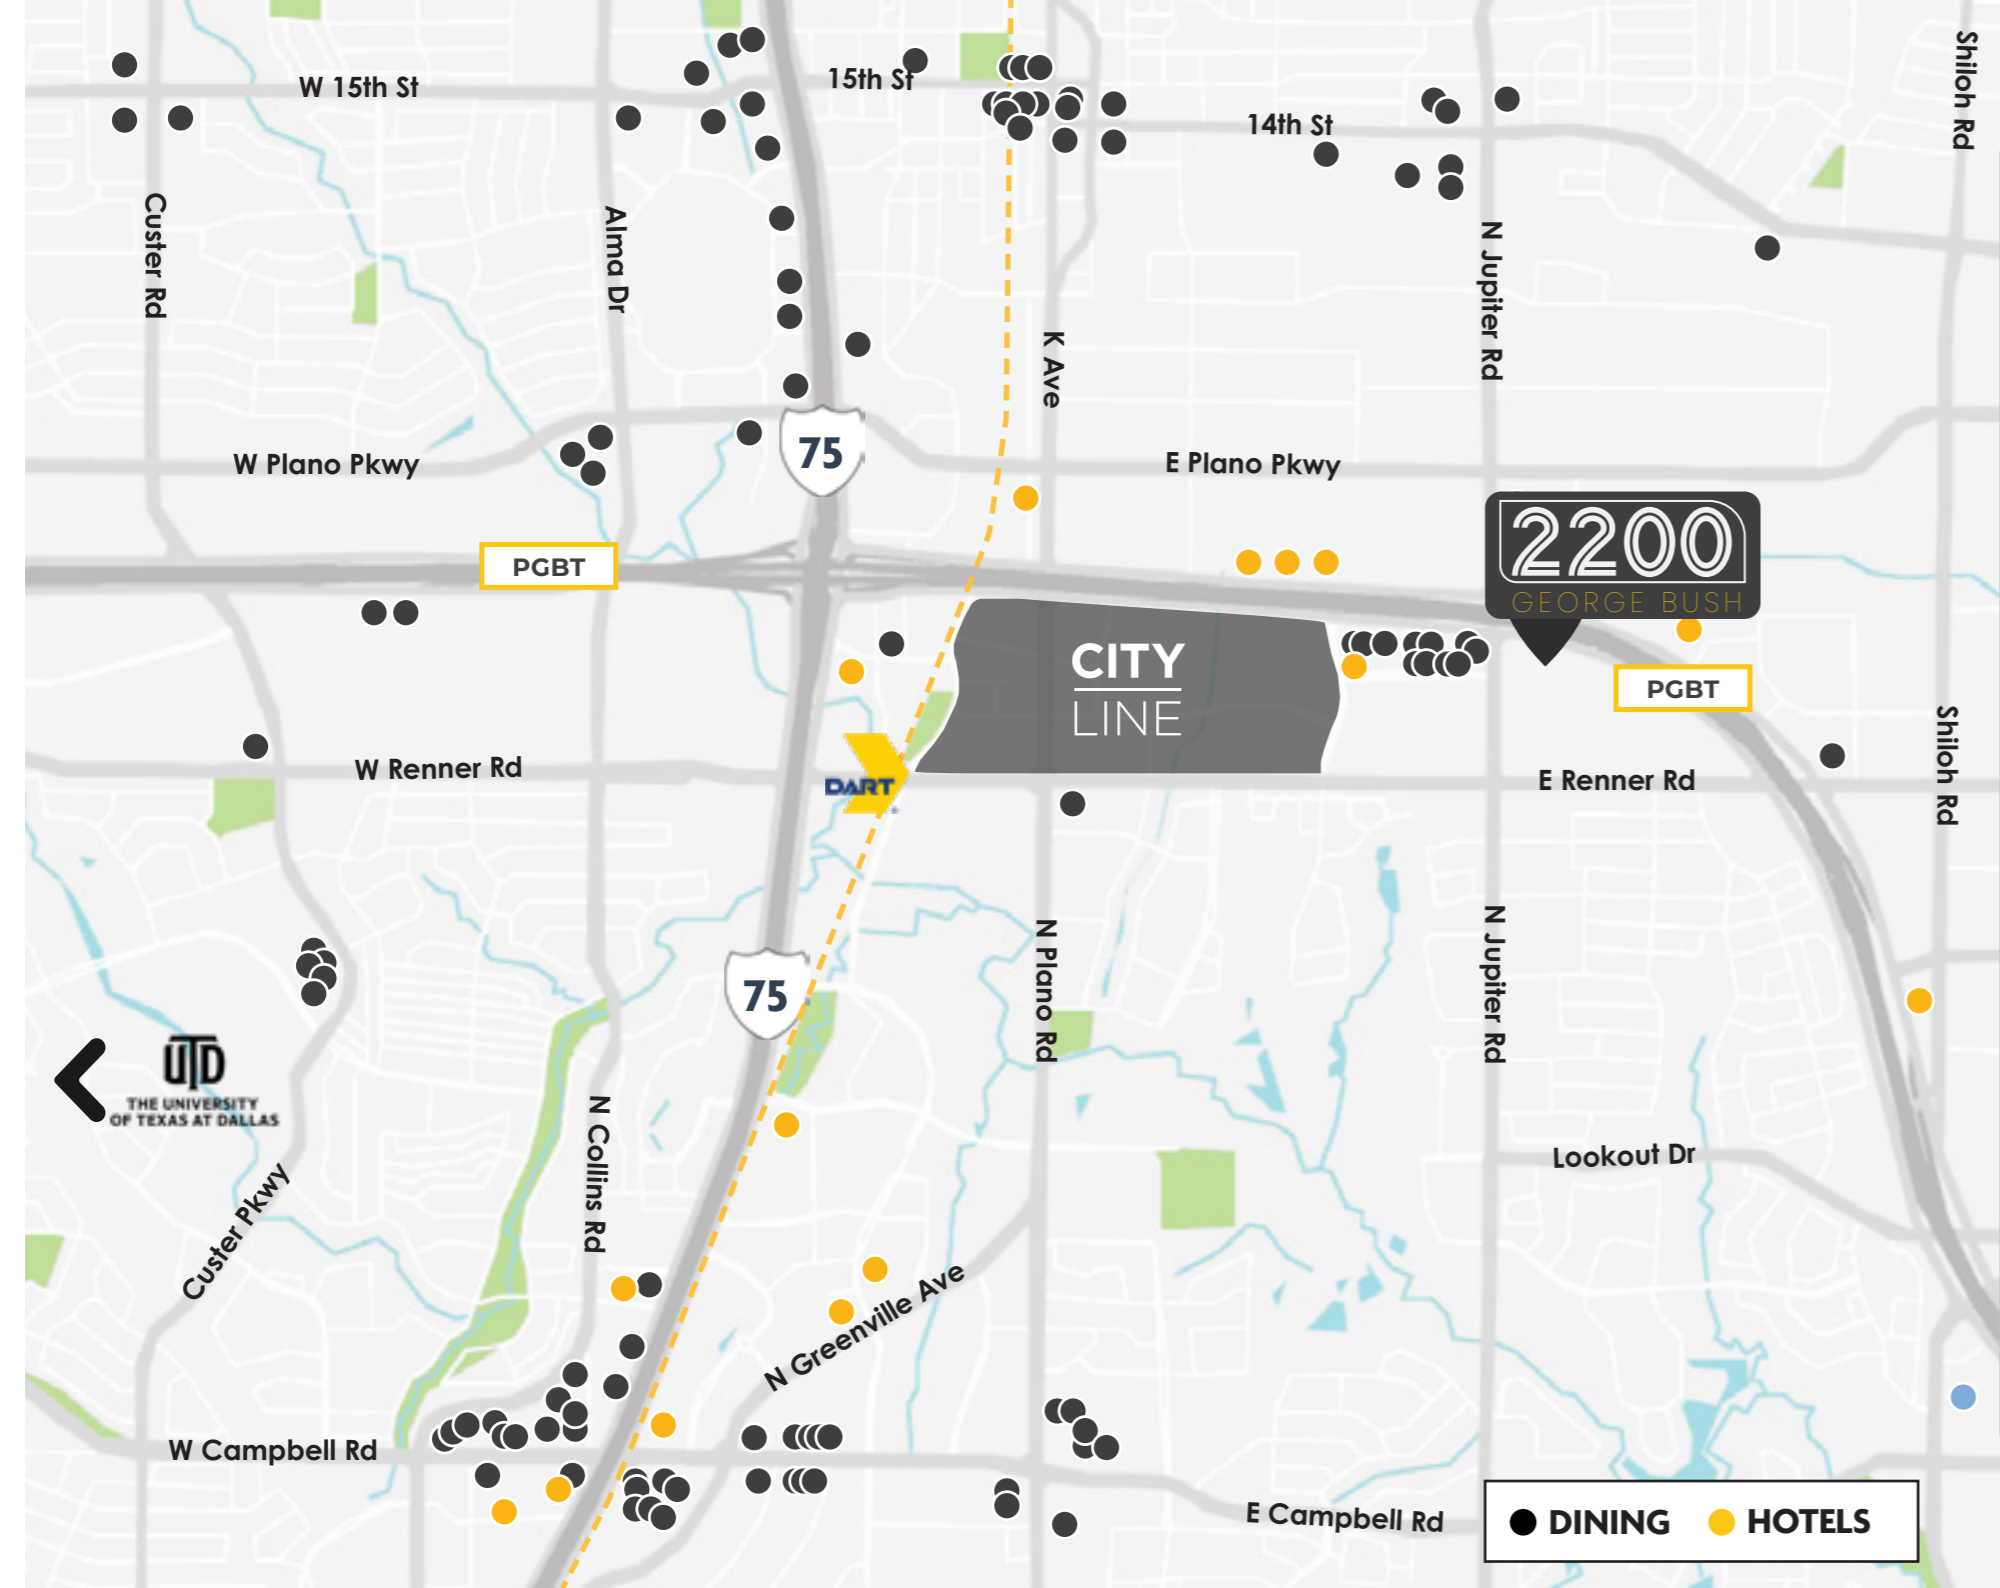 W 15th St
15th St
14th St
Shiloh Rd
Custer Rd
Alma Dr
N Jupiter Rd
K Ave
75
W Plano Pkwy
E Plano Pkwy
2200
GEORGE BUSH
PGBT
CITY
LINE
PGBT
DART
W Renner Rd
E Renner Rd
Shiloh Rd
N Plano Rd
N Jupiter Rd
75
UTD
THE UNIVERSITY
OF TEXAS AT DALLAS
N Collins Rd
Lookout Dr
Custer Pkwy
N Greenville Ave
W Campbell Rd
E Campbell Rd
DINING
HOTELS